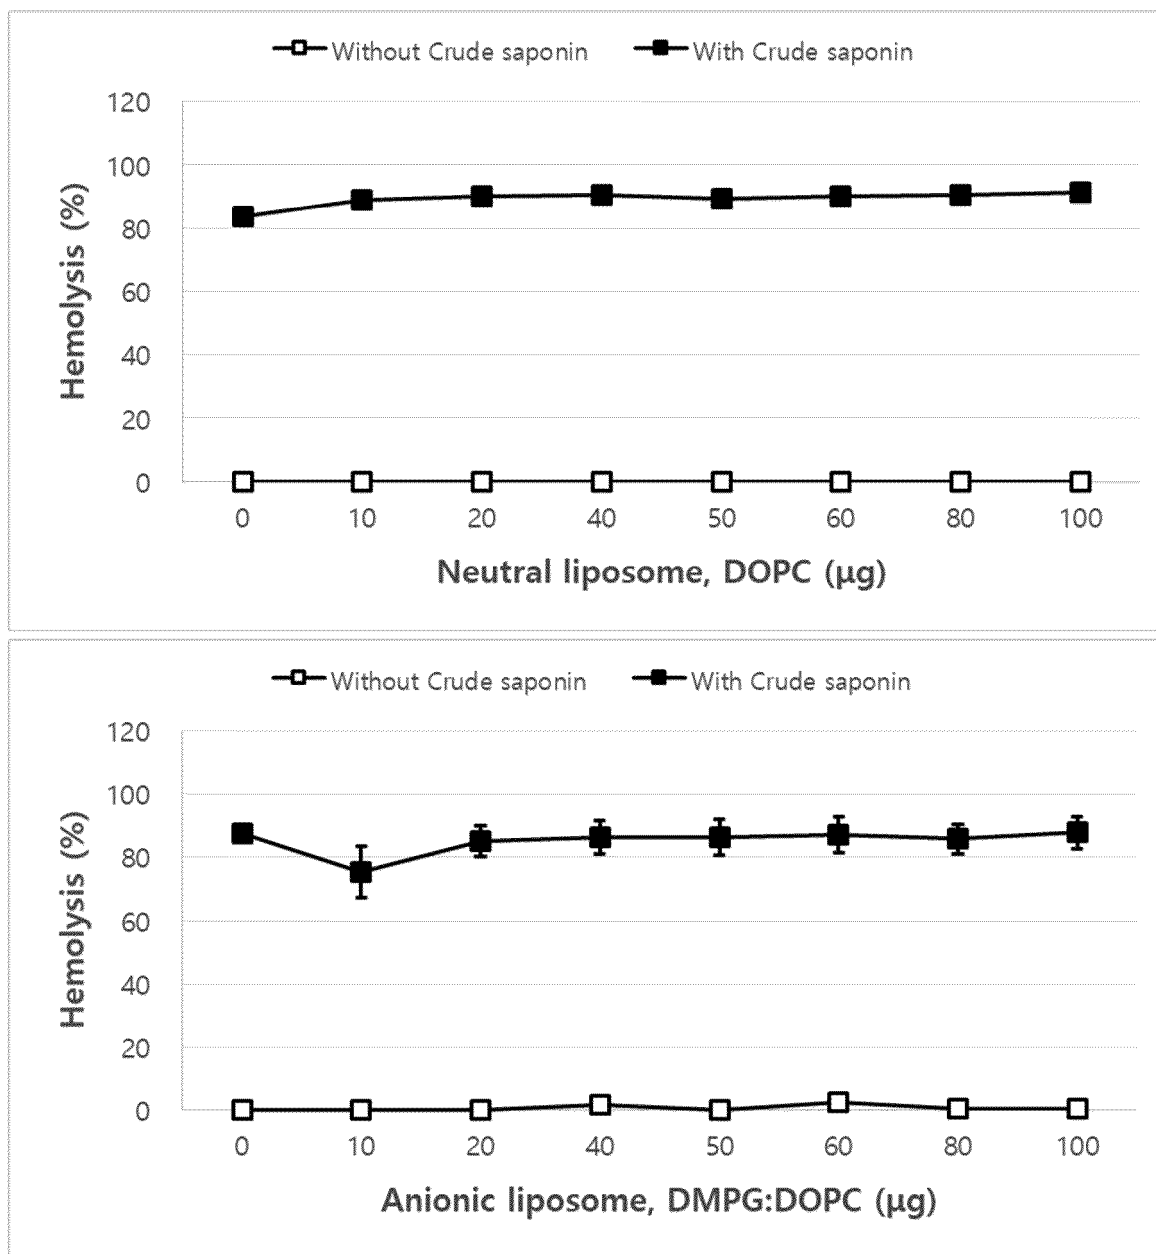 Without Crude saponin With Crude saponin
120
100
80
60
40
20
0
Hemolysis (%)
0 10 20 40 50 60 80 100
Neutral liposome, DOPC (µg)
Without Crude saponin With Crude saponin
120
100
80
60
40
20
0
Hemolysis (%)
0 10 20 40 50 60 80 100
Anionic liposome, DMPG:DOPC (µg)